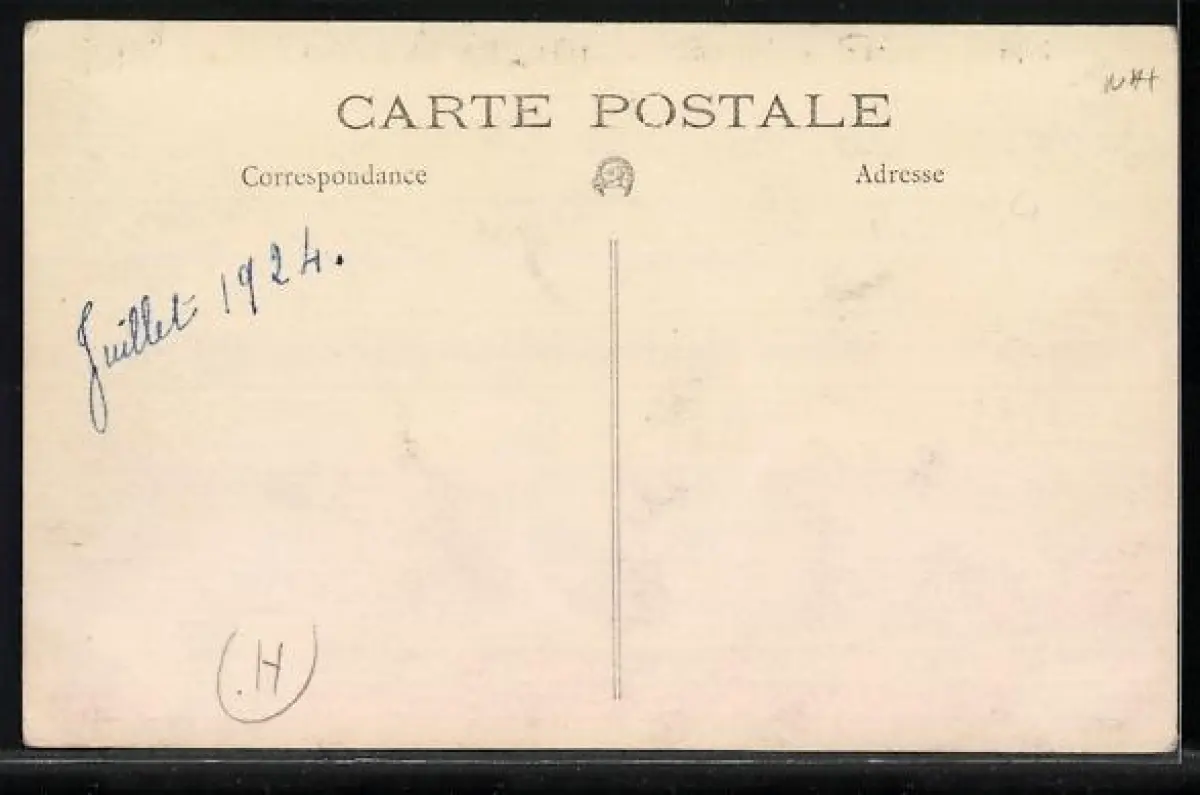 CARTE POSTALE
Correspondance
Adresse
Juillet 1924.
H